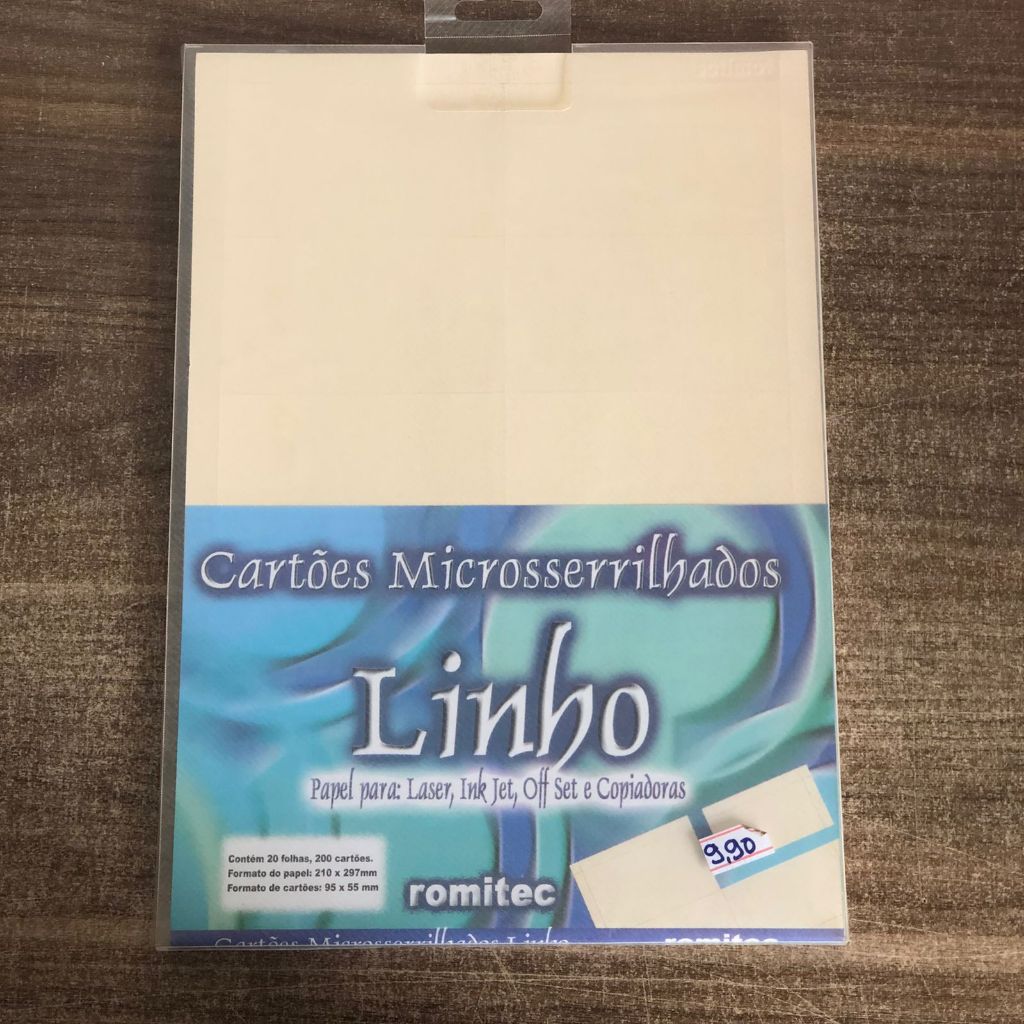 Cartões Microsserrilhados
Linho
Papel para: Laser, Ink Jet, Off Set e Copiadoras
9,90
Contém 20 folhas, 200 cartões.
Formato do papel: 210 x 297mm
Formato de cartões: 95 x 55 mm
romitec
Cartões Microsserrilhados Linho romitec